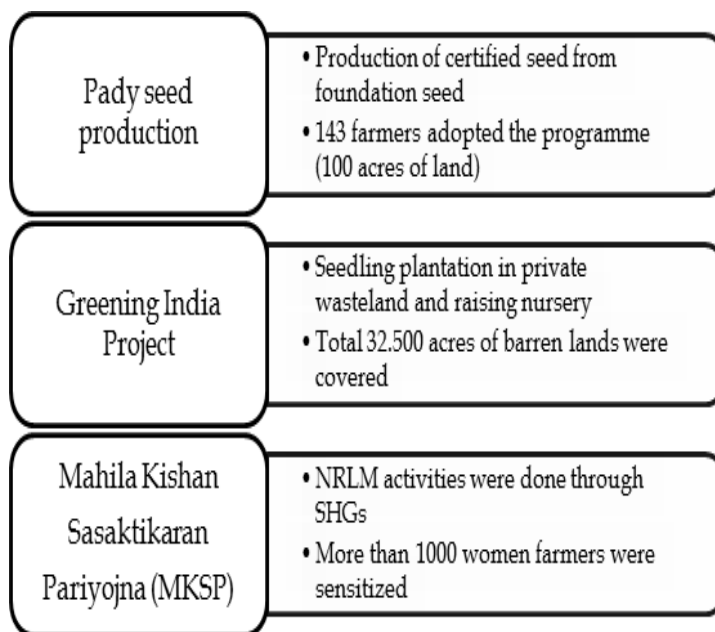 Pady seed
production
• Production of certified seed from
foundation seed
• 143 farmers adopted the programme
(100 acres of land)
Greening India
Project
• Seedling plantation in private
wasteland and raising nursery
• Total 32.500 acres of barren lands were
covered
Mahila Kishan
Sasaktikaran
Pariyojna (MKSP)
• NRLM activities were done through
SHGs
• More than 1000 women farmers were
sensitized